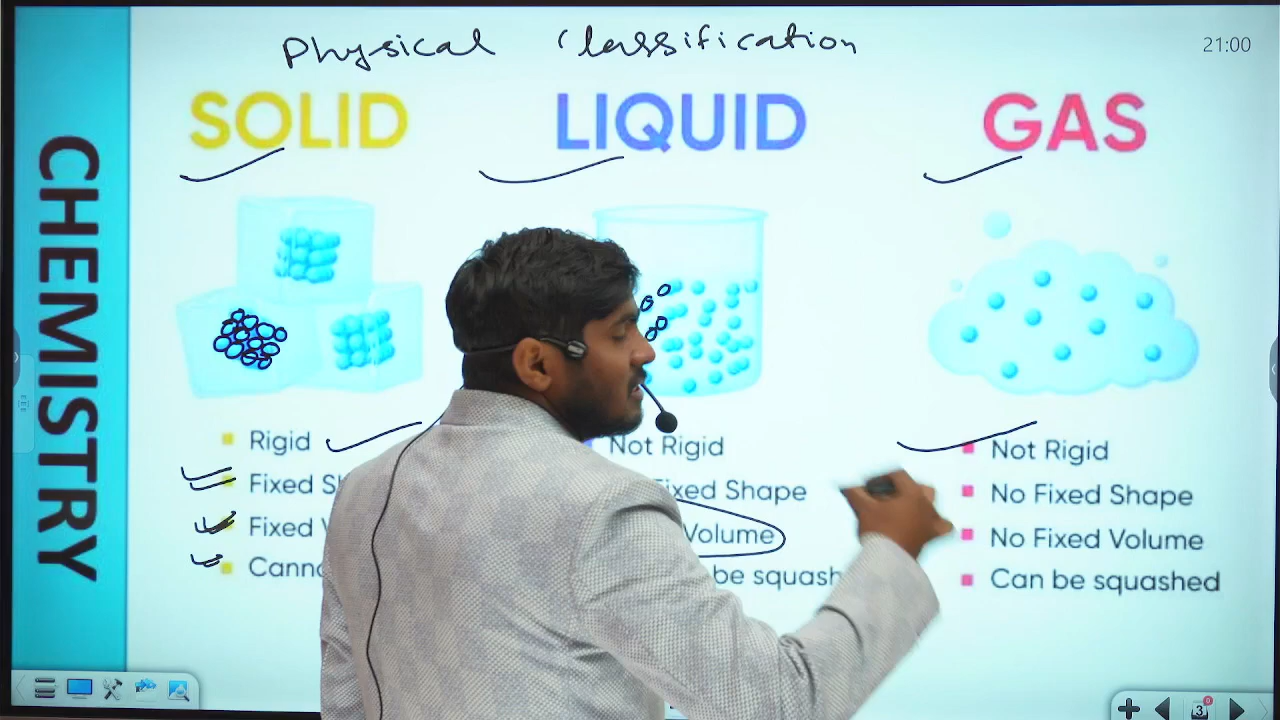 Physical Classification
21:00
CHEMISTRY
SOLID
LIQUID
GAS
Rigid
Fixed
Fixed
Not Rigid
Fixed Shape
Volume
be squash
Not Rigid
No Fixed Shape
No Fixed Volume
Can be squashed
3